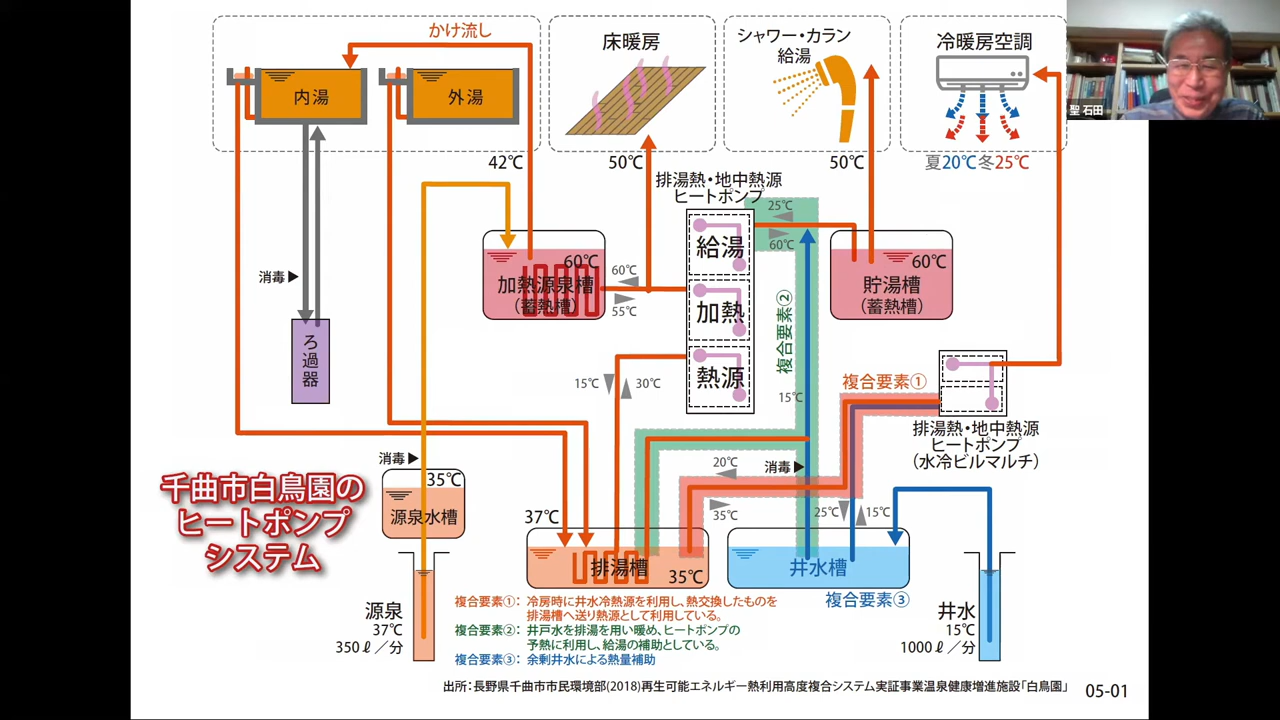 かけ流し
内湯
外湯
42℃
床暖房
50℃
シャワー・カラン
給湯
50℃
冷暖房空調
夏20℃冬25℃
聖 石田
排湯熱・地中熱源
ヒートポンプ
給湯
加熱
熱源
25℃
60℃
60℃
加熱源泉槽
(蓄熱槽)
60℃
55℃
60℃
貯湯槽
(蓄熱槽)
消毒▶
ろ過器
15℃
30℃
複合要素②
15℃
複合要素①
排湯熱・地中熱源
ヒートポンプ
(水冷ビルマルチ)
消毒▶
35℃
源泉水槽
20℃
消毒▶
35℃
25℃
15℃
千曲市白鳥園の
ヒートポンプ
システム
37℃
排湯槽
35℃
井水槽
複合要素③
源泉
37℃
350ℓ/分
井水
15℃
1000ℓ/分
複合要素①: 冷房時に井水冷熱源を利用し、熱交換したものを
排湯槽へ送り熱源として利用している。
複合要素②: 井戸水を排湯を用い暖め、ヒートポンプの
予熱に利用し、給湯の補助としている。
複合要素③: 余剰井水による熱量補助
出所:長野県千曲市市民環境部(2018)再生可能エネルギー熱利用高度複合システム実証事業温泉健康増進施設「白鳥園」
05-01